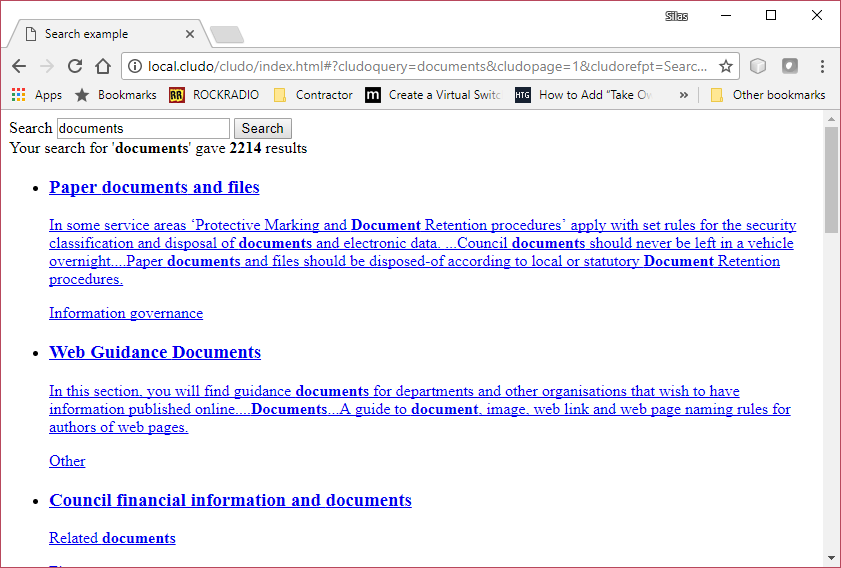 Silas
Search example
local.cludo/cludo/index.html#?cludoquery=documents&cludopage=1&cludorefpt=Searc...
Apps Bookmarks RB ROCKRADIO Contractor m Create a Virtual Switc HTG How to Add "Take Ow » Other bookmarks
Search documents Search
Your search for 'documents' gave 2214 results
Paper documents and files
In some service areas ‘Protective Marking and Document Retention procedures’ apply with set rules for the security
classification and disposal of documents and electronic data. ...Council documents should never be left in a vehicle
overnight....Paper documents and files should be disposed-of according to local or statutory Document Retention
procedures.
Information governance
Web Guidance Documents
In this section, you will find guidance documents for departments and other organisations that wish to have
information published online....Documents...A guide to document, image, web link and web page naming rules for
authors of web pages.
Other
Council financial information and documents
Related documents